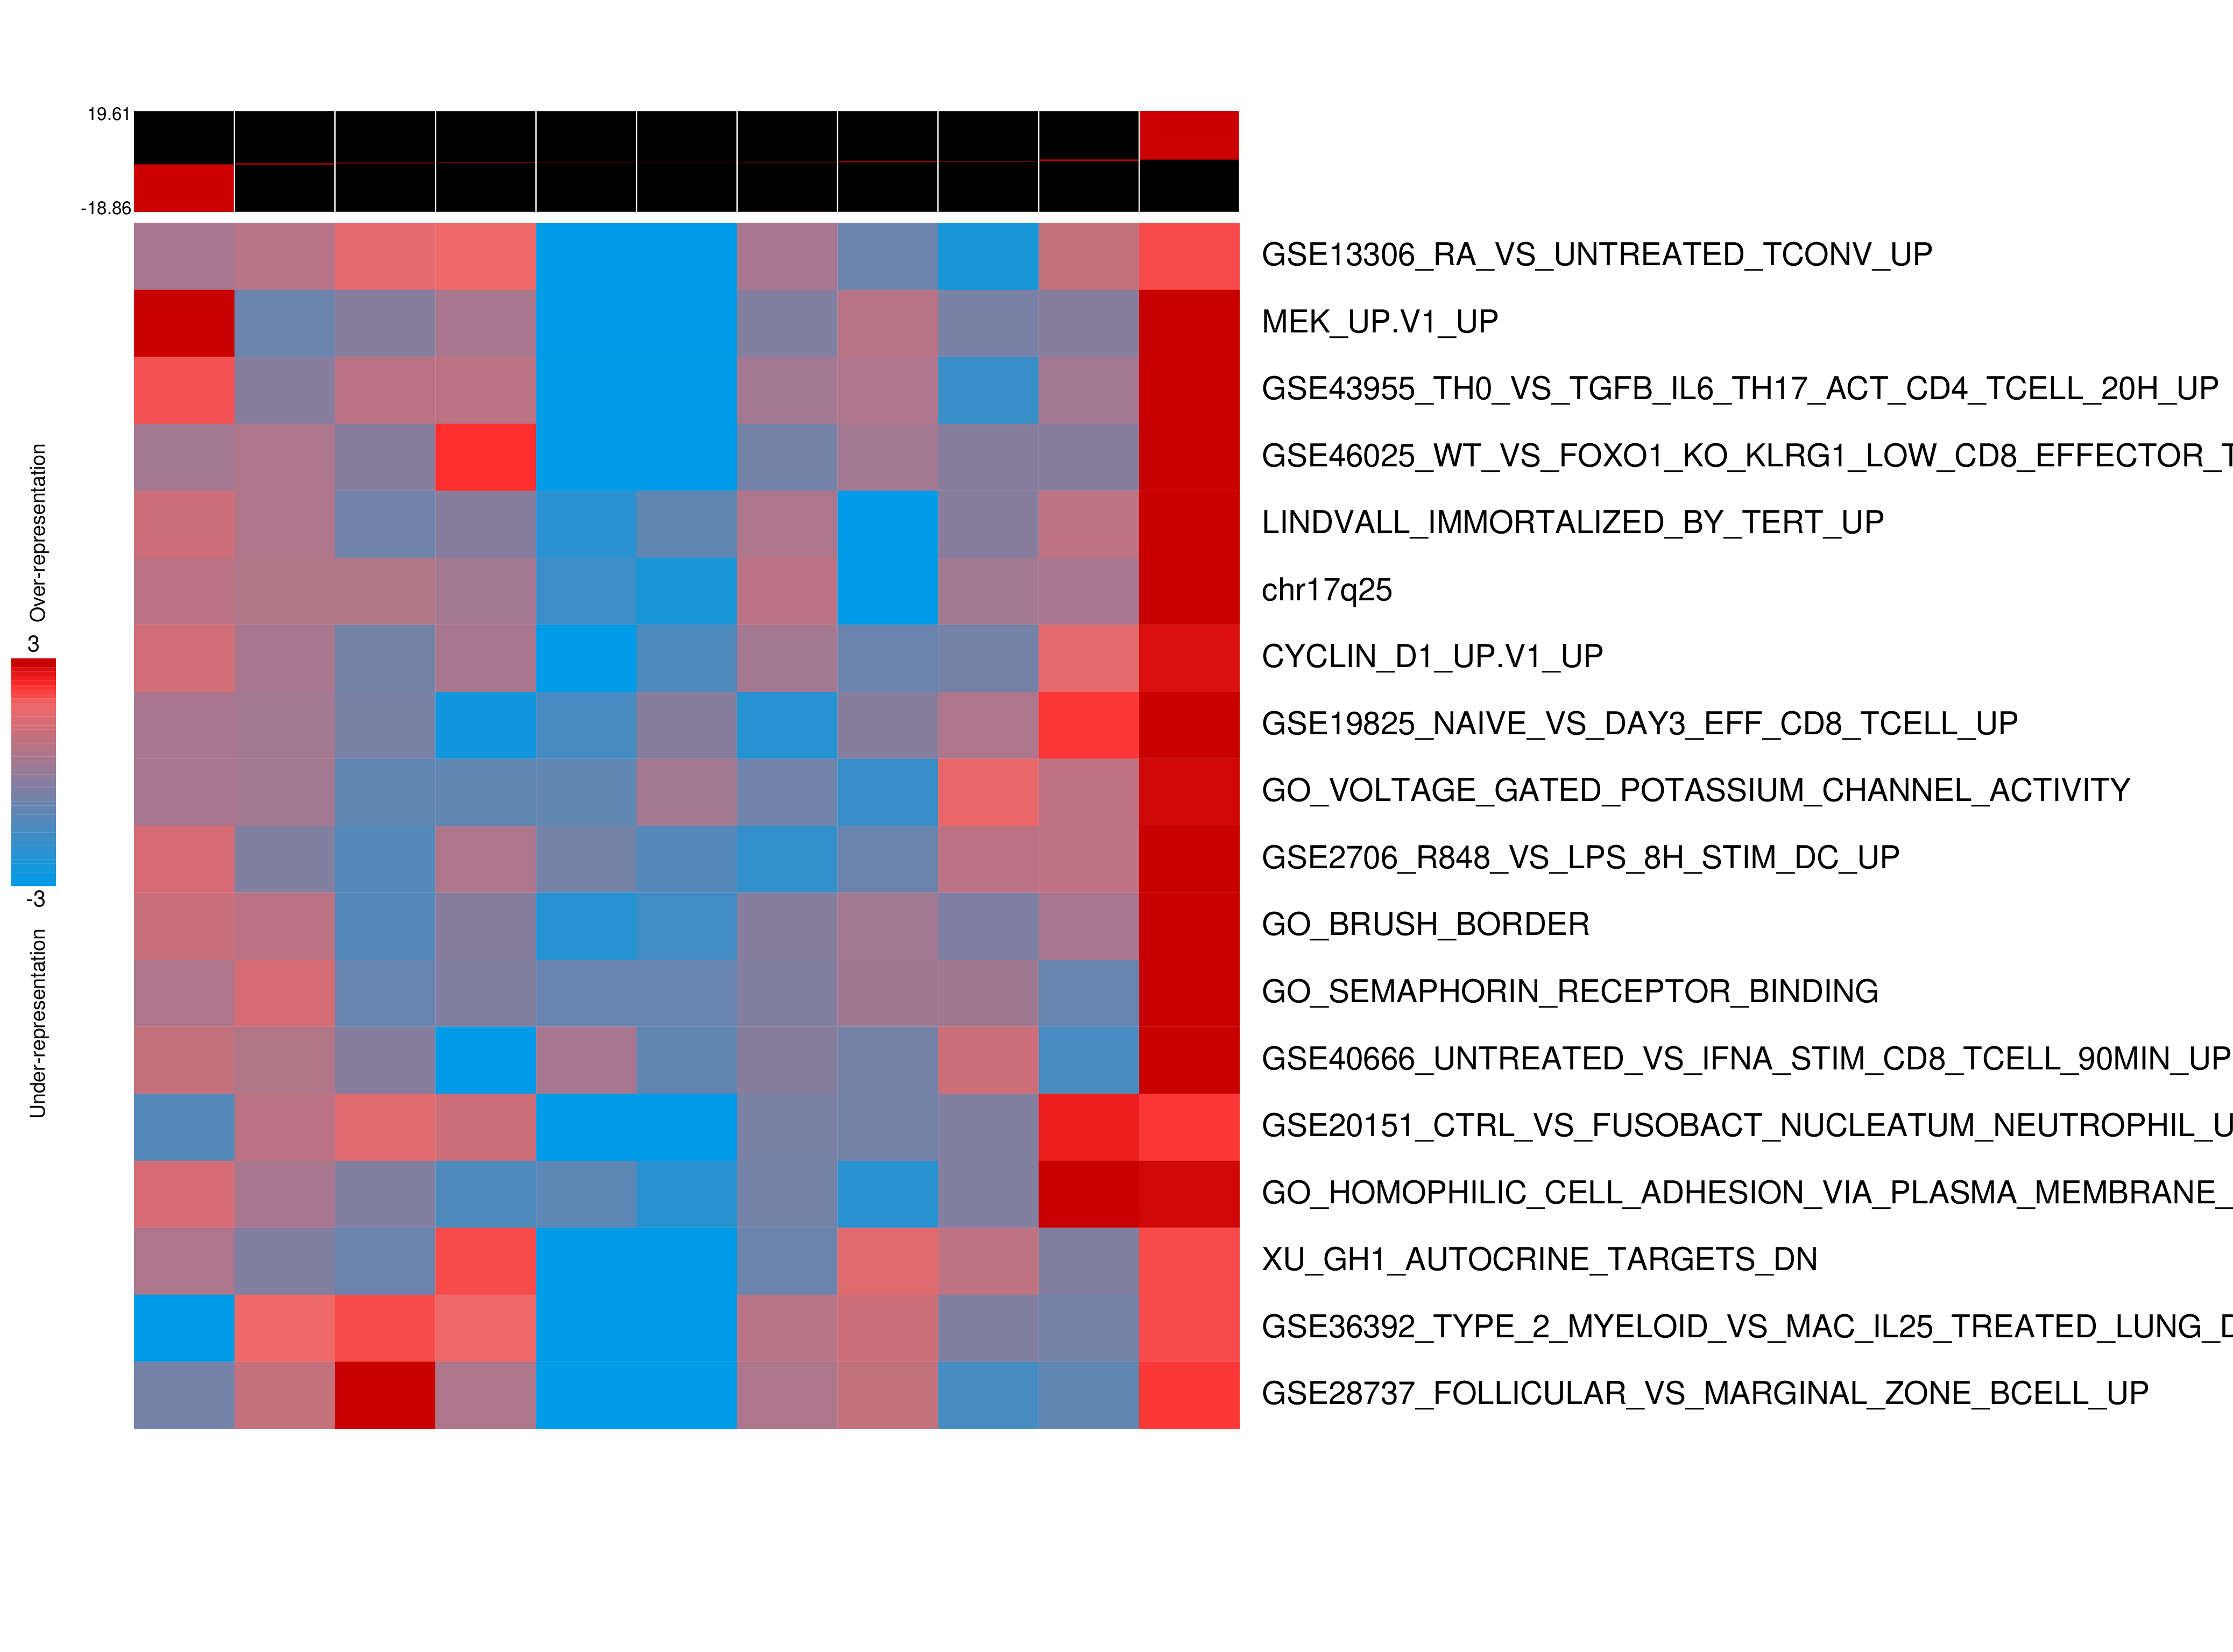 19.61
-18.86
GSE13306_RA_VS_UNTREATED_TCONV_UP
MEK_UP.V1_UP
GSE43955_TH0_VS_TGFB_IL6_TH17_ACT_CD4_TCELL_20H_UP
GSE46025_WT_VS_FOXO1_KO_KLRG1_LOW_CD8_EFFECTOR_T
LINDVALL_IMMORTALIZED_BY_TERT_UP
chr17q25
CYCLIN_D1_UP.V1_UP
GSE19825_NAIVE_VS_DAY3_EFF_CD8_TCELL_UP
GO_VOLTAGE_GATED_POTASSIUM_CHANNEL_ACTIVITY
GSE2706_R848_VS_LPS_8H_STIM_DC_UP
GO_BRUSH_BORDER
GO_SEMAPHORIN_RECEPTOR_BINDING
GSE40666_UNTREATED_VS_IFNA_STIM_CD8_TCELL_90MIN_UP
GSE20151_CTRL_VS_FUSOBACT_NUCLEATUM_NEUTROPHIL_U
GO_HOMOPHILIC_CELL_ADHESION_VIA_PLASMA_MEMBRANE_
XU_GH1_AUTOCRINE_TARGETS_DN
GSE36392_TYPE_2_MYELOID_VS_MAC_IL25_TREATED_LUNG_D
GSE28737_FOLLICULAR_VS_MARGINAL_ZONE_BCELL_UP
Over-representation
3
-3
Under-representation